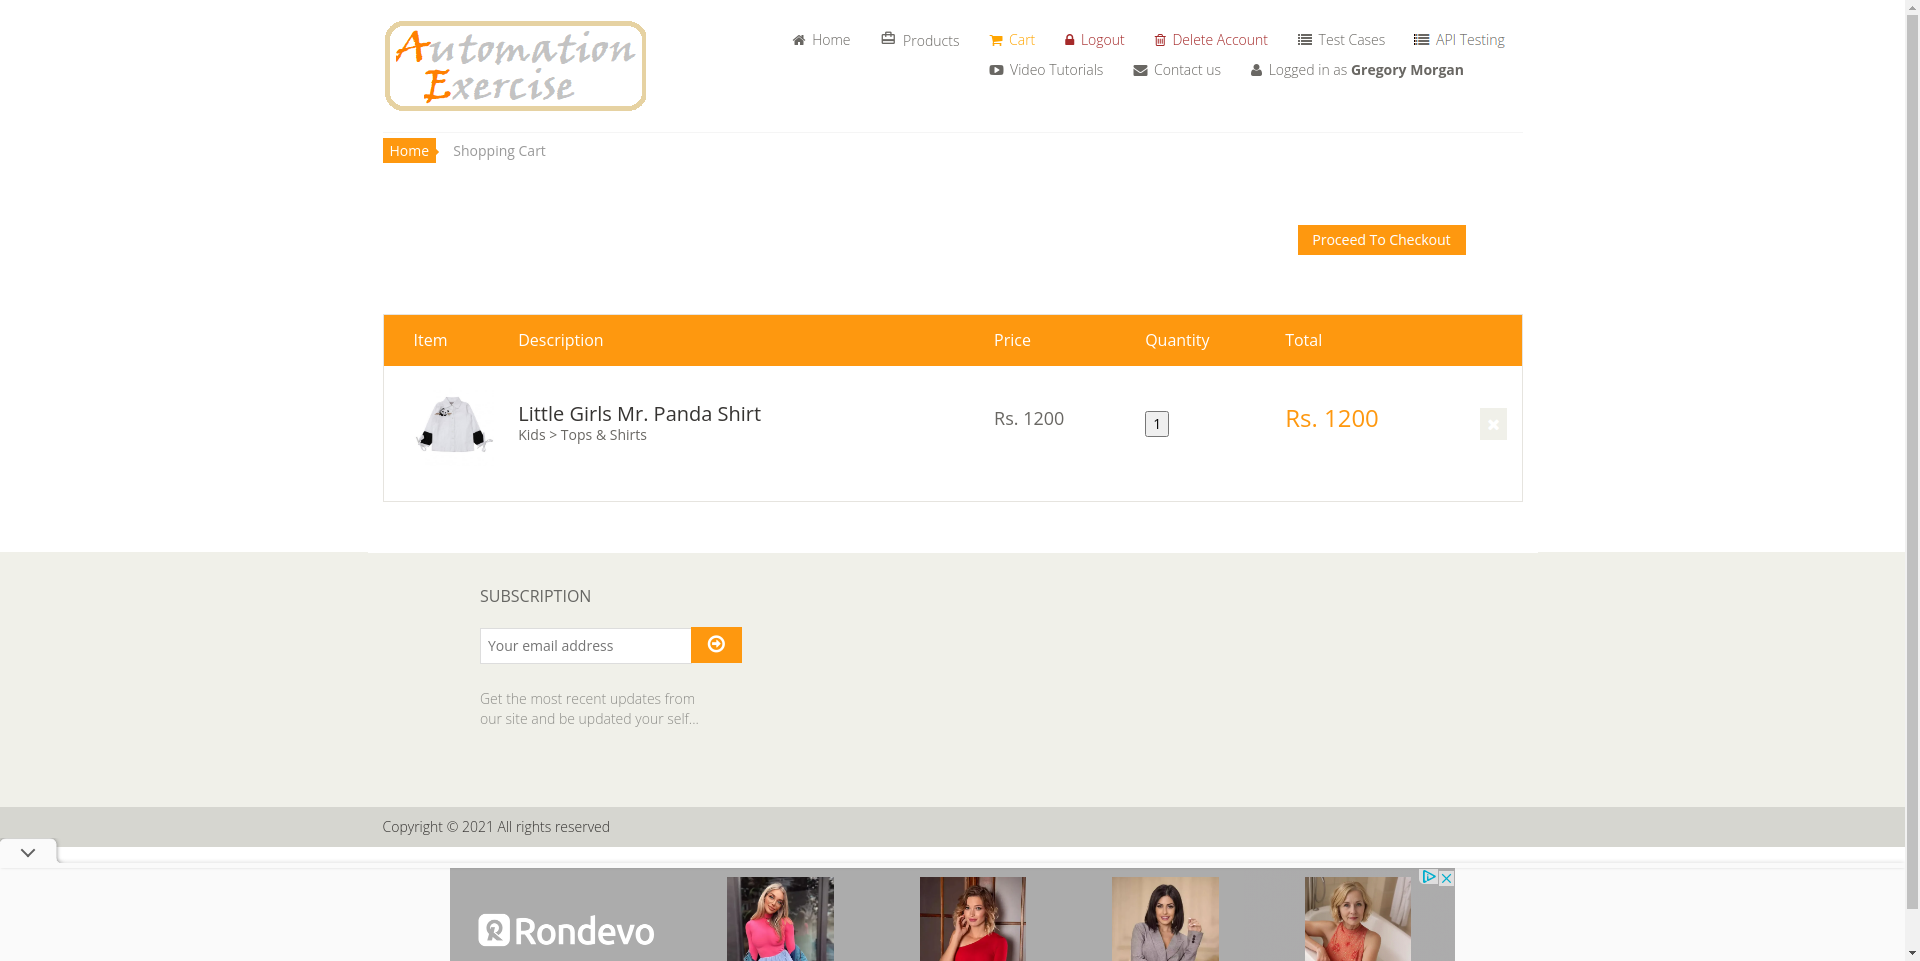 Automation
Exercise
Home
Products
Cart
Logout
Delete Account
Test Cases
API Testing
Video Tutorials
Contact us
Logged in as Gregory Morgan
Home
Shopping Cart
Proceed To Checkout
Item Description Price Quantity Total
Little Girls Mr. Panda Shirt
Kids > Tops & Shirts
Rs. 1200
1
Rs. 1200
SUBSCRIPTION
Your email address
Get the most recent updates from
our site and be updated your self...
Copyright © 2021 All rights reserved
Rondevo